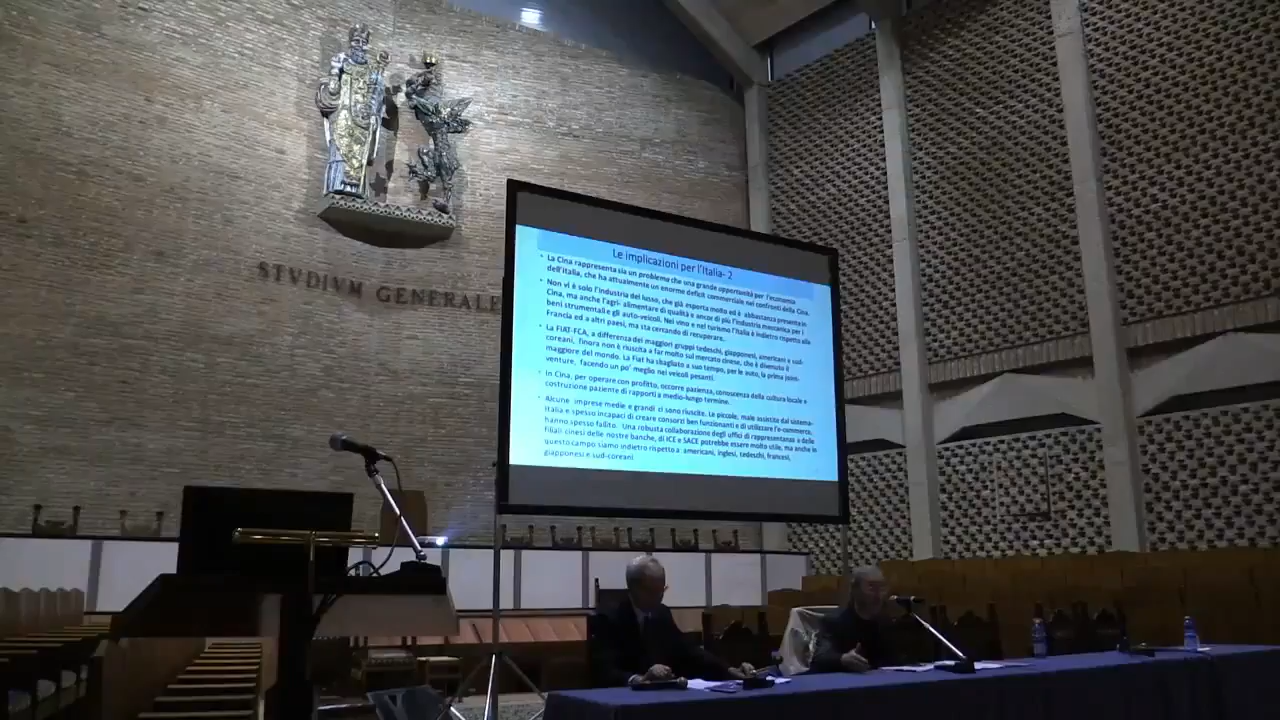 STVDIVM GENERALE
Le implicazioni per l'Italia- 2
• La Cina rappresenta sia un problema che una grande opportunità per l'economia
dell'Italia, che ha attualmente un enorme deficit commerciale nei confronti della Cina.
• Non vi è solo l'industria del lusso, che già esporta molto ed è abbastanza presente in
Cina, ma anche l'agri- alimentare di qualità e ancor di più l'industria meccanica per i
beni strumentali e gli auto-veicoli. Nel vino e nel turismo l'Italia è indietro rispetto alla
Francia ed a altri paesi, ma sta cercando di recuperare.
• La FIAT-FCA, a differenza dei maggiori gruppi tedeschi, giapponesi, americani e sud-
coreani, finora non è riuscita a far molto sul mercato cinese, che è divenuto il
maggiore del mondo. La Fiat ha sbagliato a suo tempo, per le auto, la prima joint-
venture, facendo un po' meglio nei veicoli pesanti.
• In Cina, per operare con profitto, occorre pazienza, conoscenza della cultura locale e
costruzione paziente di rapporti a medio-lungo termine.
• Alcune imprese medie e grandi ci sono riuscite. Le piccole, male assistite dal sistema-
Italia e spesso incapaci di creare consorzi ben funzionanti e di utilizzare l'e-commerce,
hanno spesso fallito. Una robusta collaborazione degli uffici di rappresentanza e delle
filiali cinesi delle nostre banche, di ICE e SACE potrebbe essere molto utile, ma anche in
questo campo siamo indietro rispetto a americani, inglesi, tedeschi, francesi,
giapponesi e sud-coreani